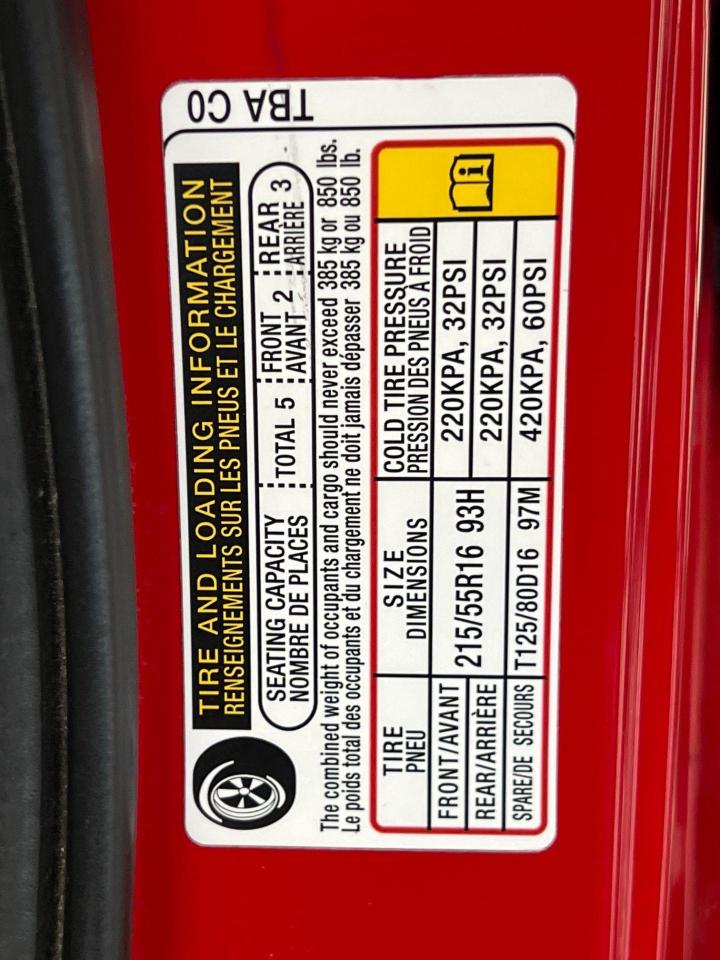 TBA C0
TIRE AND LOADING INFORMATION
RENSEIGNEMENTS SUR LES PNEUS ET LE CHARGEMENT
SEATING CAPACITY TOTAL 5 FRONT 2 REAR 3
NOMBRE DE PLACES AVANT ARRIÈRE
The combined weight of occupants and cargo should never exceed 385 kg or 850 lbs.
Le poids total des occupants et du chargement ne doit jamais dépasser 385 kg ou 850 lb.
TIRE SIZE COLD TIRE PRESSURE
PNEU DIMENSIONS PRESSION DES PNEUS À FROID
FRONT/AVANT 215/55R16 93H 220KPA, 32PSI
REAR/ARRIÈRE 220KPA, 32PSI
SPARE/DE SECOURS T125/80D16 97M 420KPA, 60PSI